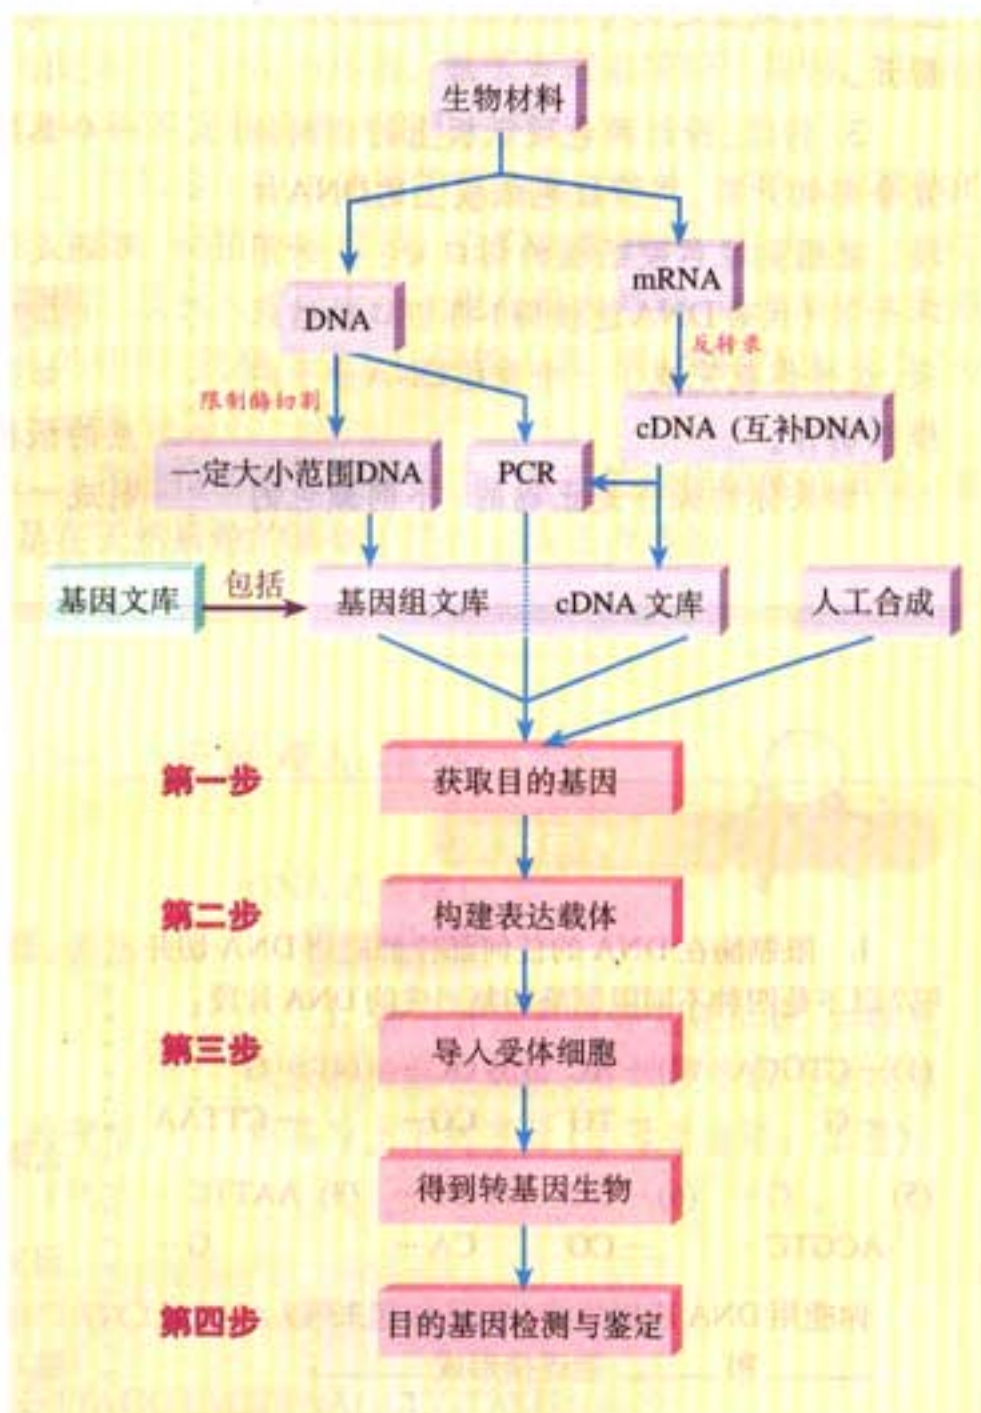 生物材料
DNA
mRNA
反转录
限制酶切割
cDNA (互补DNA)
一定大小范围DNA
PCR
基因文库
包括
基因组文库
cDNA 文库
人工合成
第一步
获取目的基因
第二步
构建表达载体
第三步
导入受体细胞
得到转基因生物
第四步
目的基因检测与鉴定